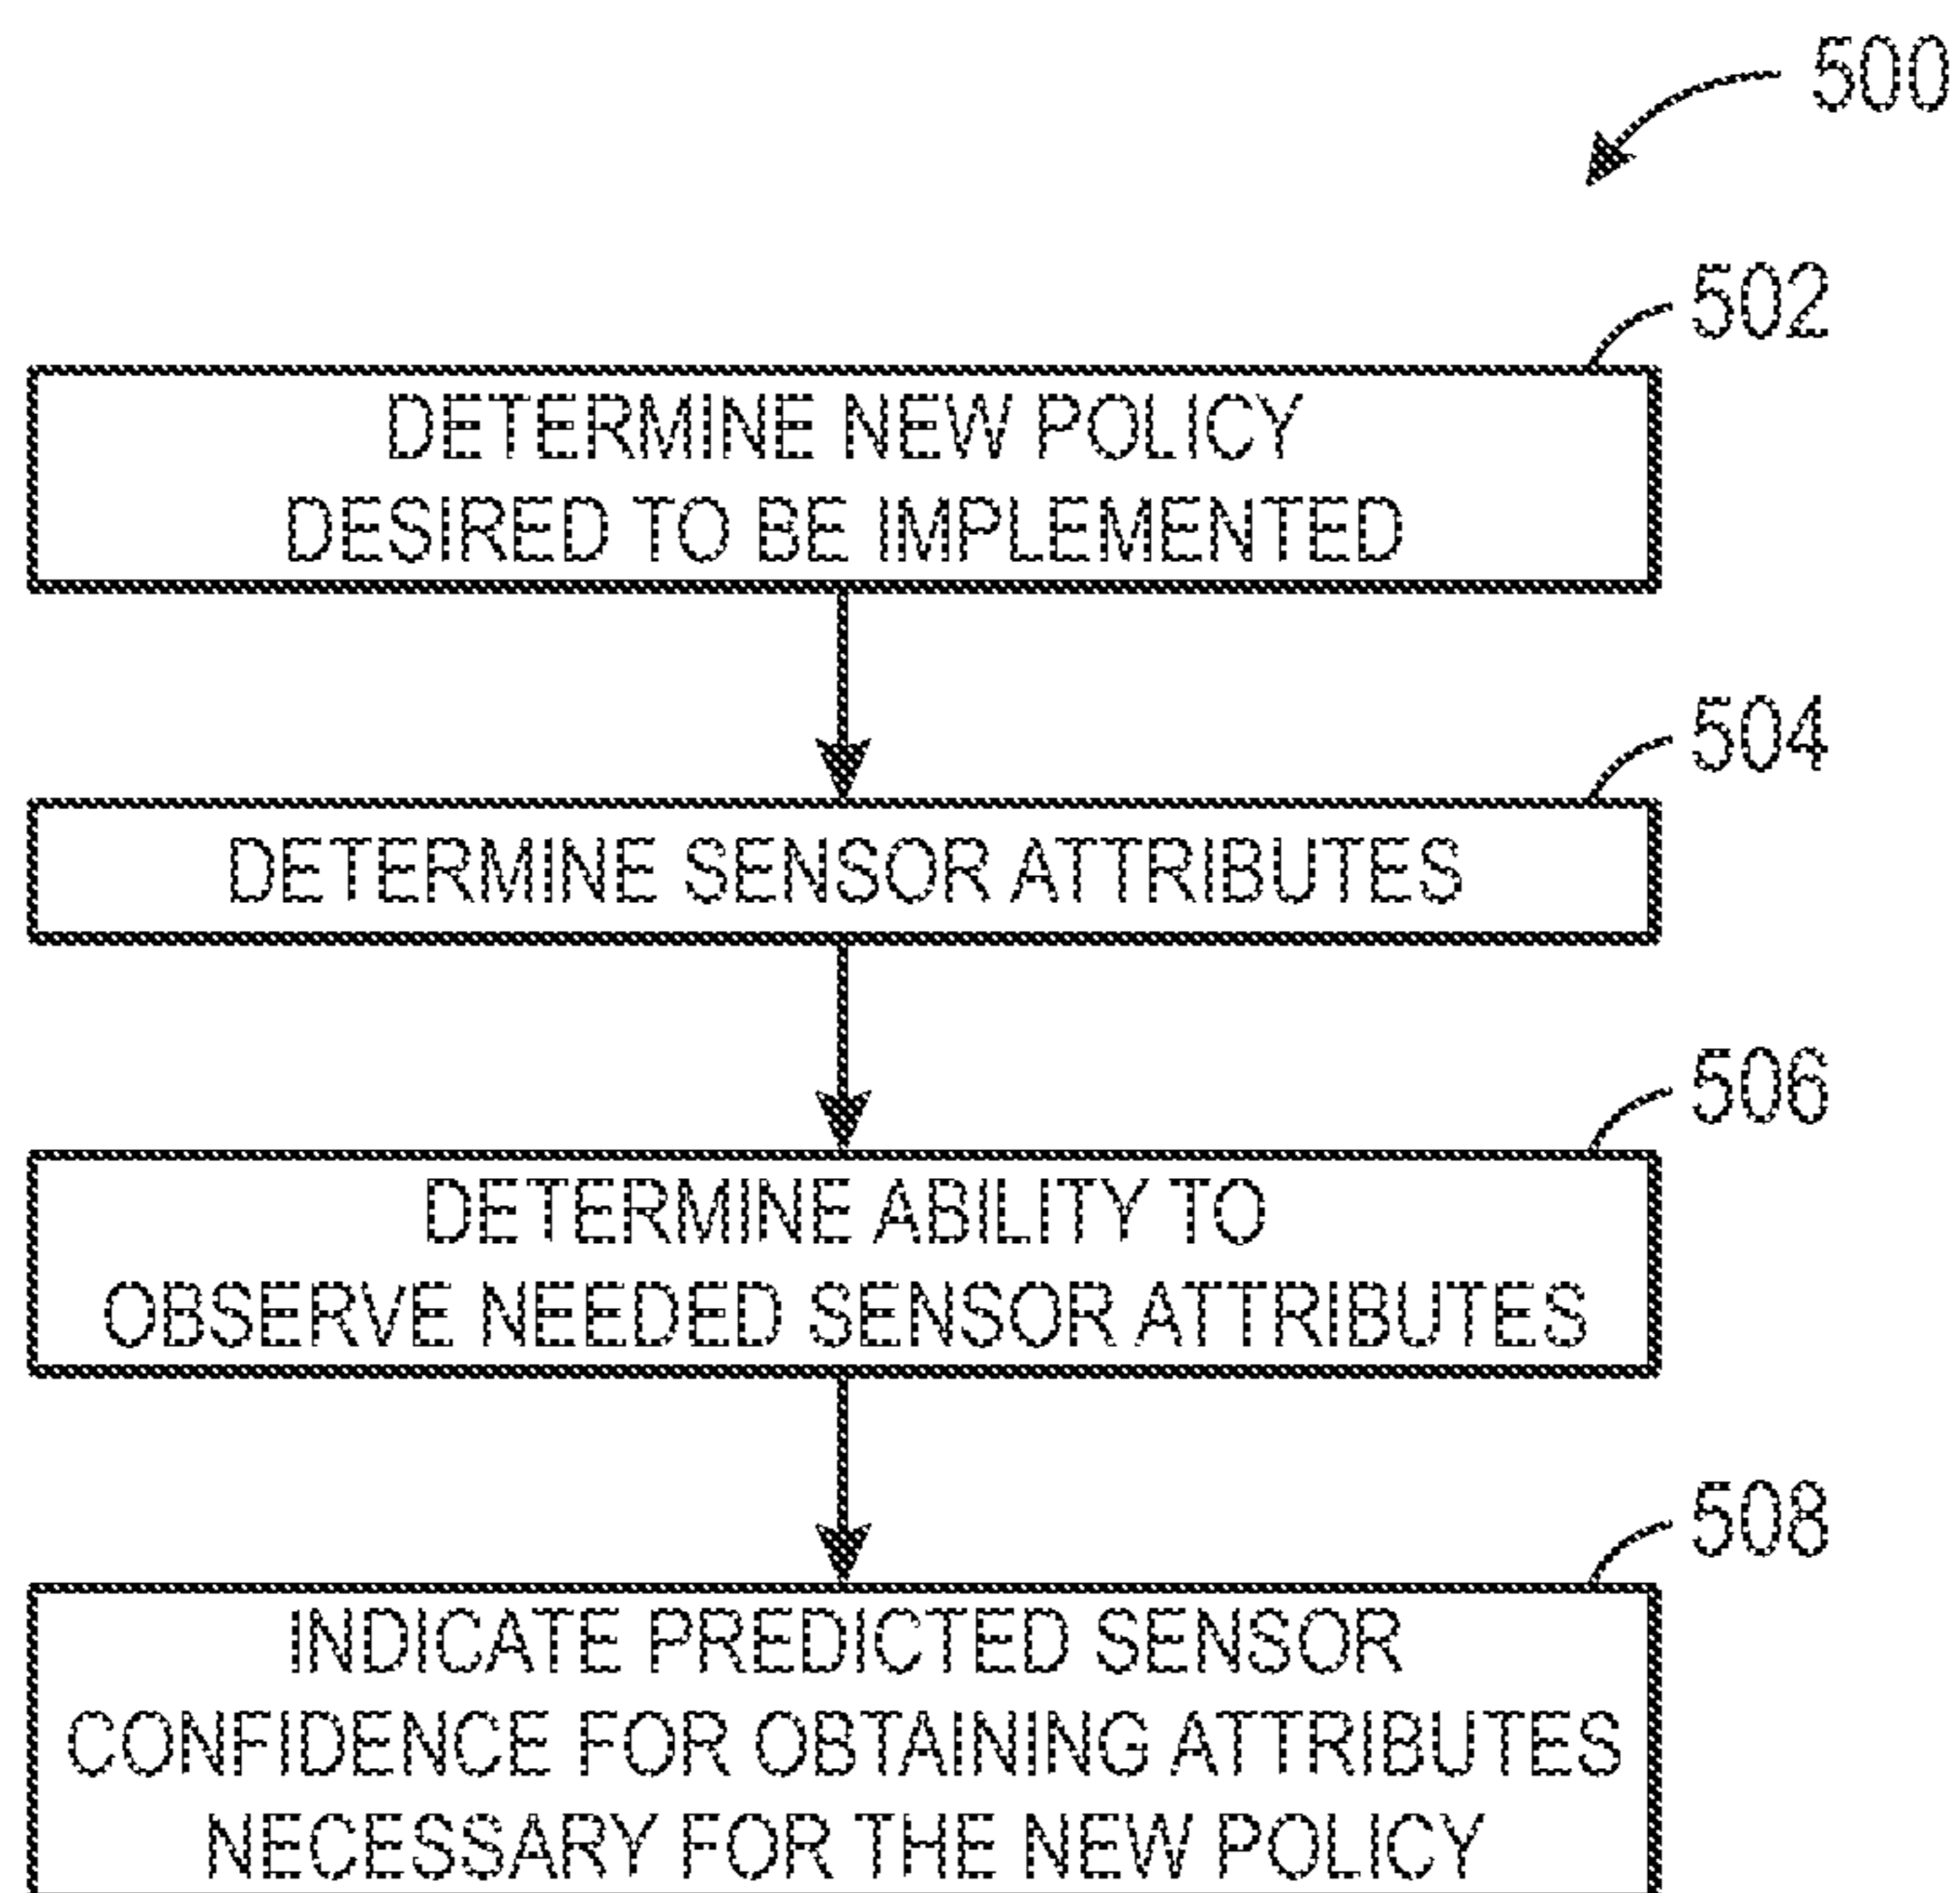 500
502
DETERMINE NEW POLICY
DESIRED TO BE IMPLEMENTED
504
DETERMINE SENSOR ATTRIBUTES
506
DETERMINE ABILITY TO
OBSERVE NEEDED SENSOR ATTRIBUTES
508
INDICATE PREDICTED SENSOR
CONFIDENCE FOR OBTAINING ATTRIBUTES
NECESSARY FOR THE NEW POLICY